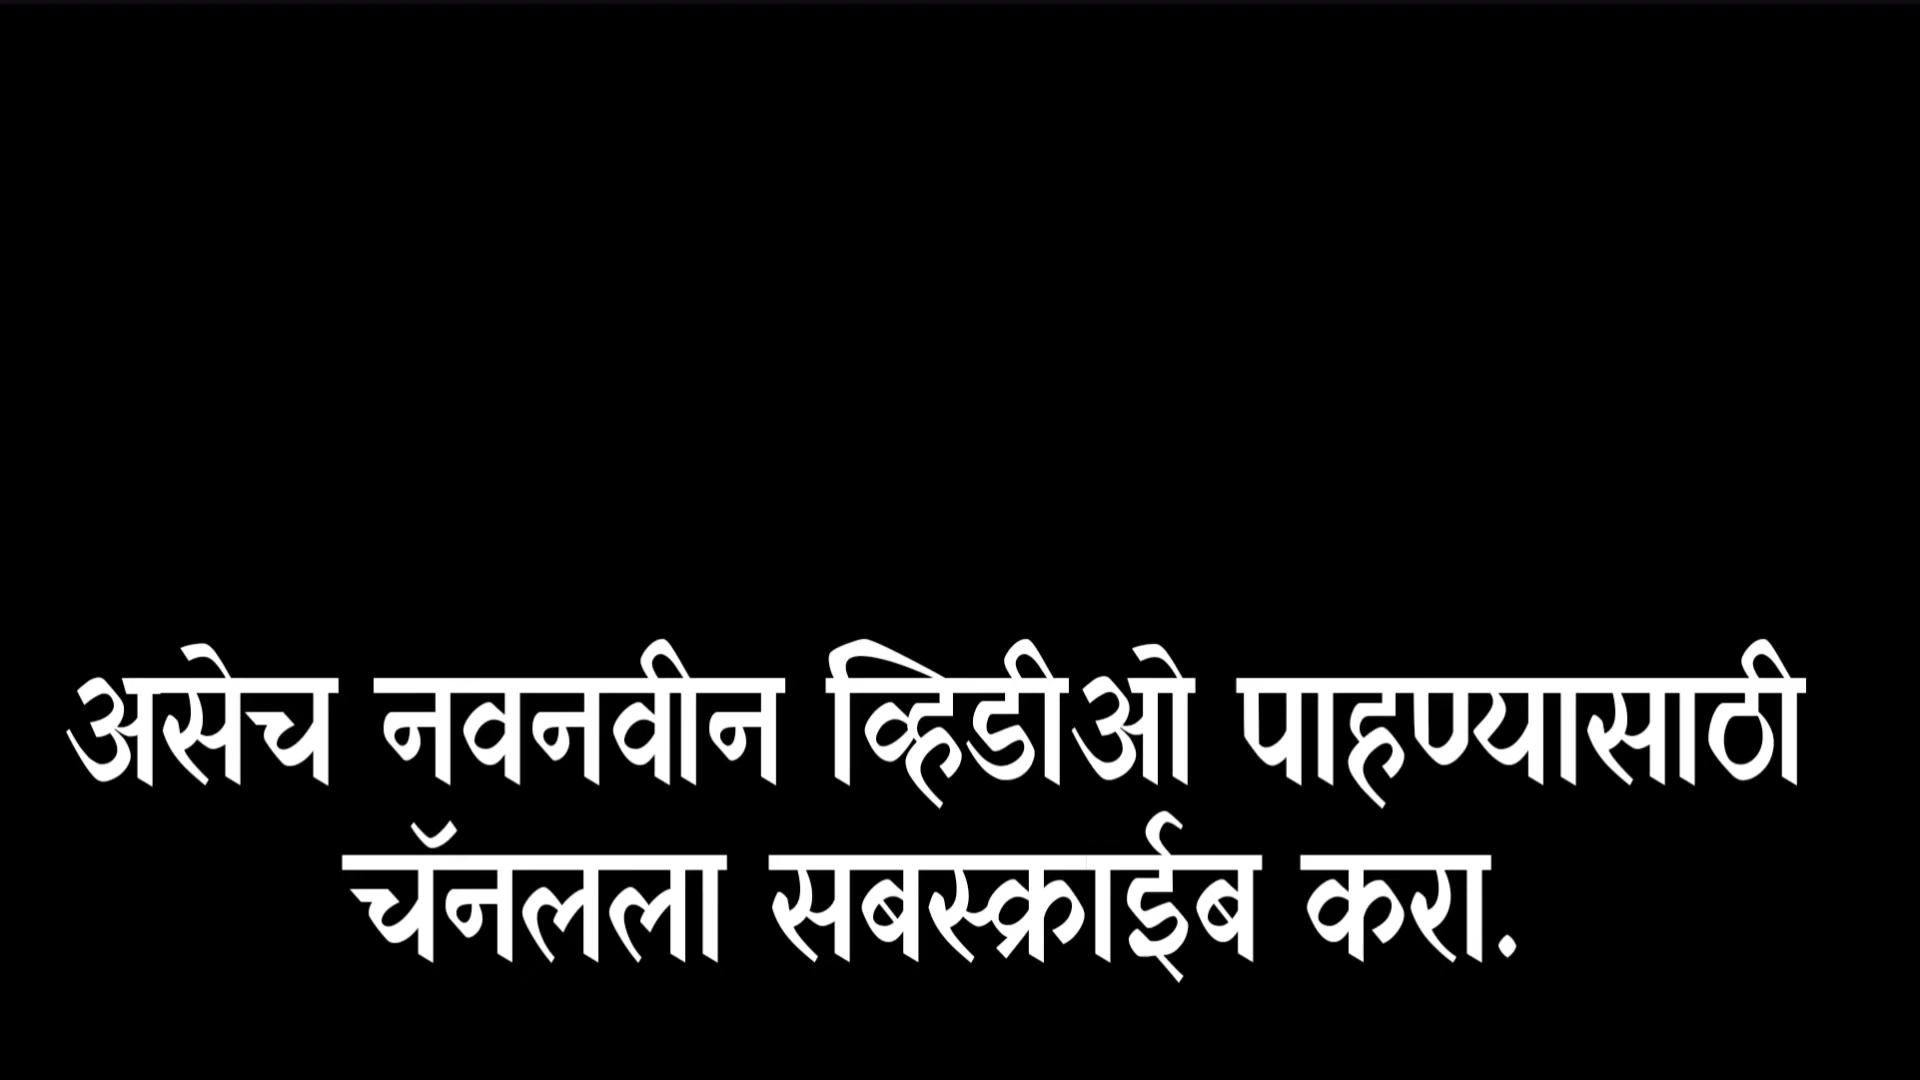 असेच नवनवीन व्हिडीओ पाहण्यासाठी
चॅनलला सबस्क्राईब करा.